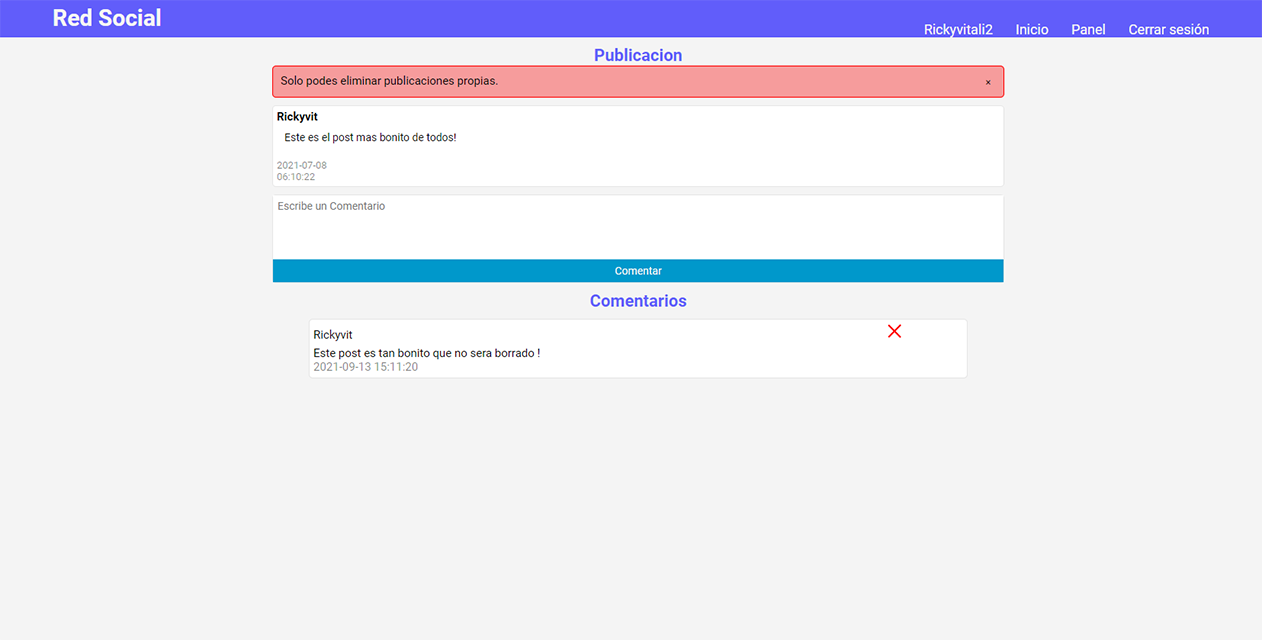 Red Social
Rickyvitali2 Inicio Panel Cerrar sesión
Publicacion
Solo podes eliminar publicaciones propias. ×
Rickyvit
Este es el post mas bonito de todos!
2021-07-08
06:10:22
Escribe un Comentario
Comentar
Comentarios
Rickyvit
Este post es tan bonito que no sera borrado !
2021-09-13 15:11:20